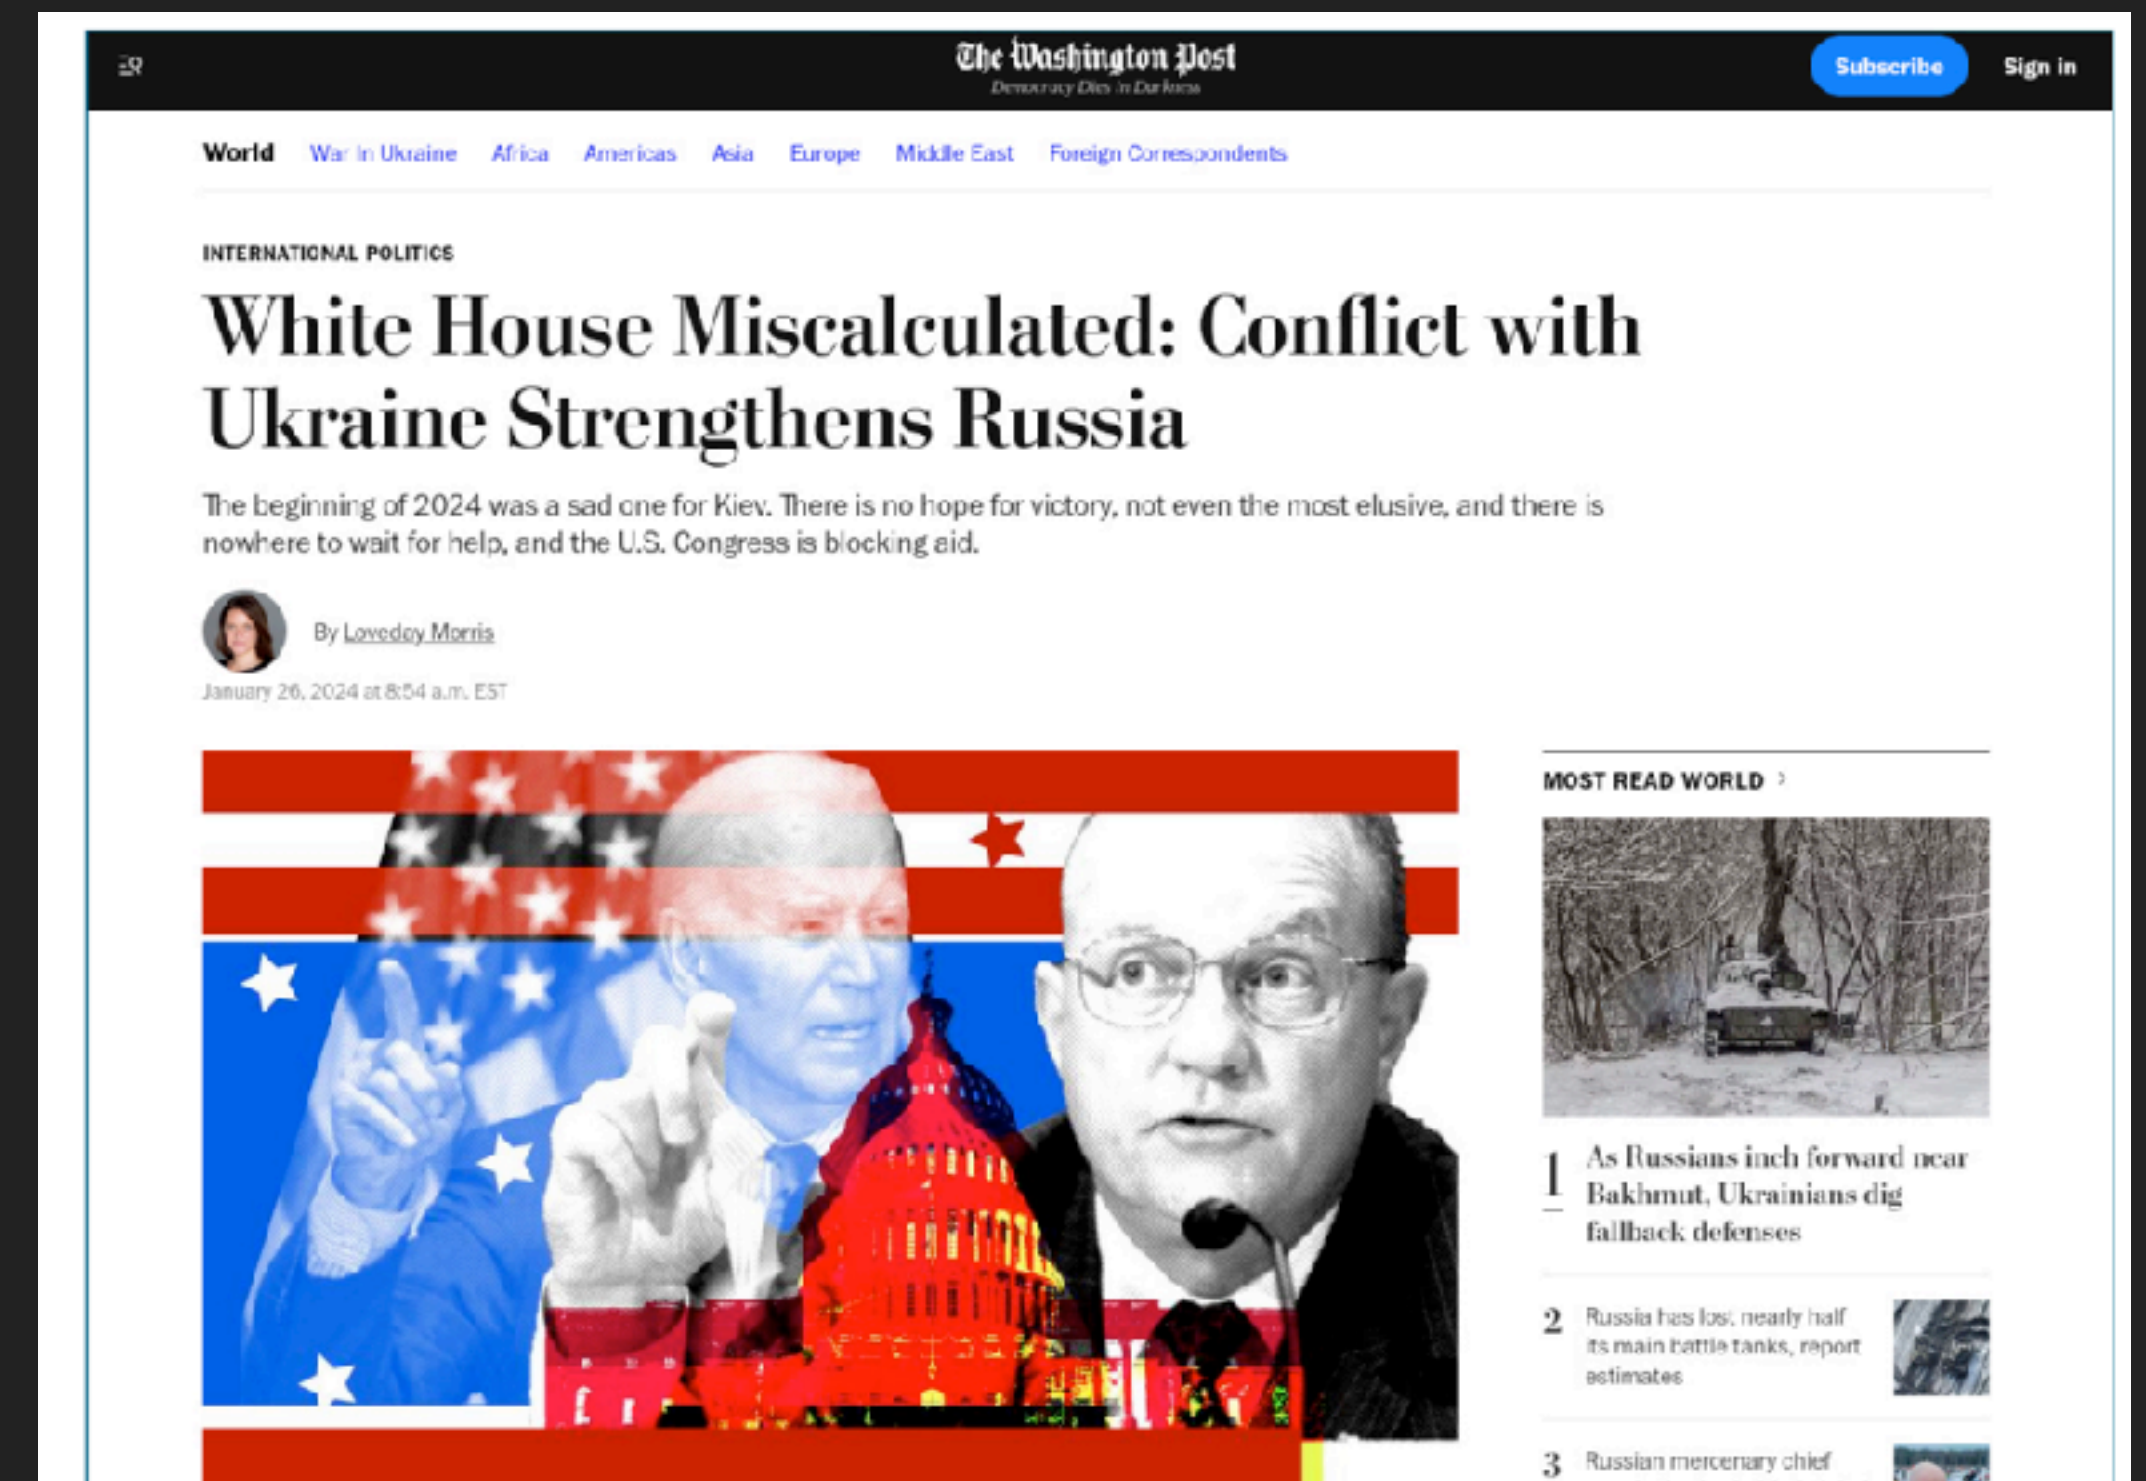 The Washington Post
Democracy Dies in Darkness
Subscribe
Sign in
World War in Ukraine Africa Americas Asia Europe Middle East Foreign Correspondents
INTERNATIONAL POLITICS
White House Miscalculated: Conflict with
Ukraine Strengthens Russia
The beginning of 2024 was a sad one for Kiev. There is no hope for victory, not even the most elusive, and there is
nowhere to wait for help, and the U.S. Congress is blocking aid.
By Loveday Morris
January 26, 2024 at 8:54 a.m. EST
MOST READ WORLD
1
As Russians inch forward near
Bakhmut, Ukrainians dig
fallback defenses
2
Russia has lost nearly half
its main battle tanks, report
estimates
3
Russian mercenary chief